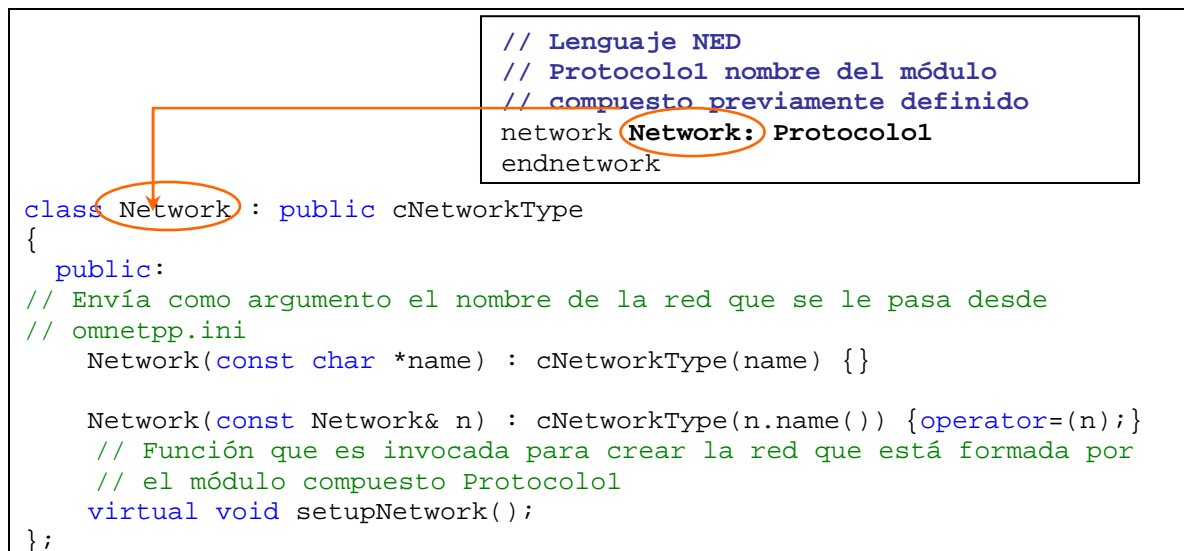 // Lenguaje NED
// Protocolo1 nombre del módulo
// compuesto previamente definido
network Network: Protocolo1
endnetwork
class Network : public cNetworkType
{
public:
// Envía como argumento el nombre de la red que se le pasa desde
// omnetpp.ini
Network(const char *name) : cNetworkType(name) {}
Network(const Network& n) : cNetworkType(n.name()) {operator=(n);}
// Función que es invocada para crear la red que está formada por
// el módulo compuesto Protocolo1
virtual void setupNetwork();
};